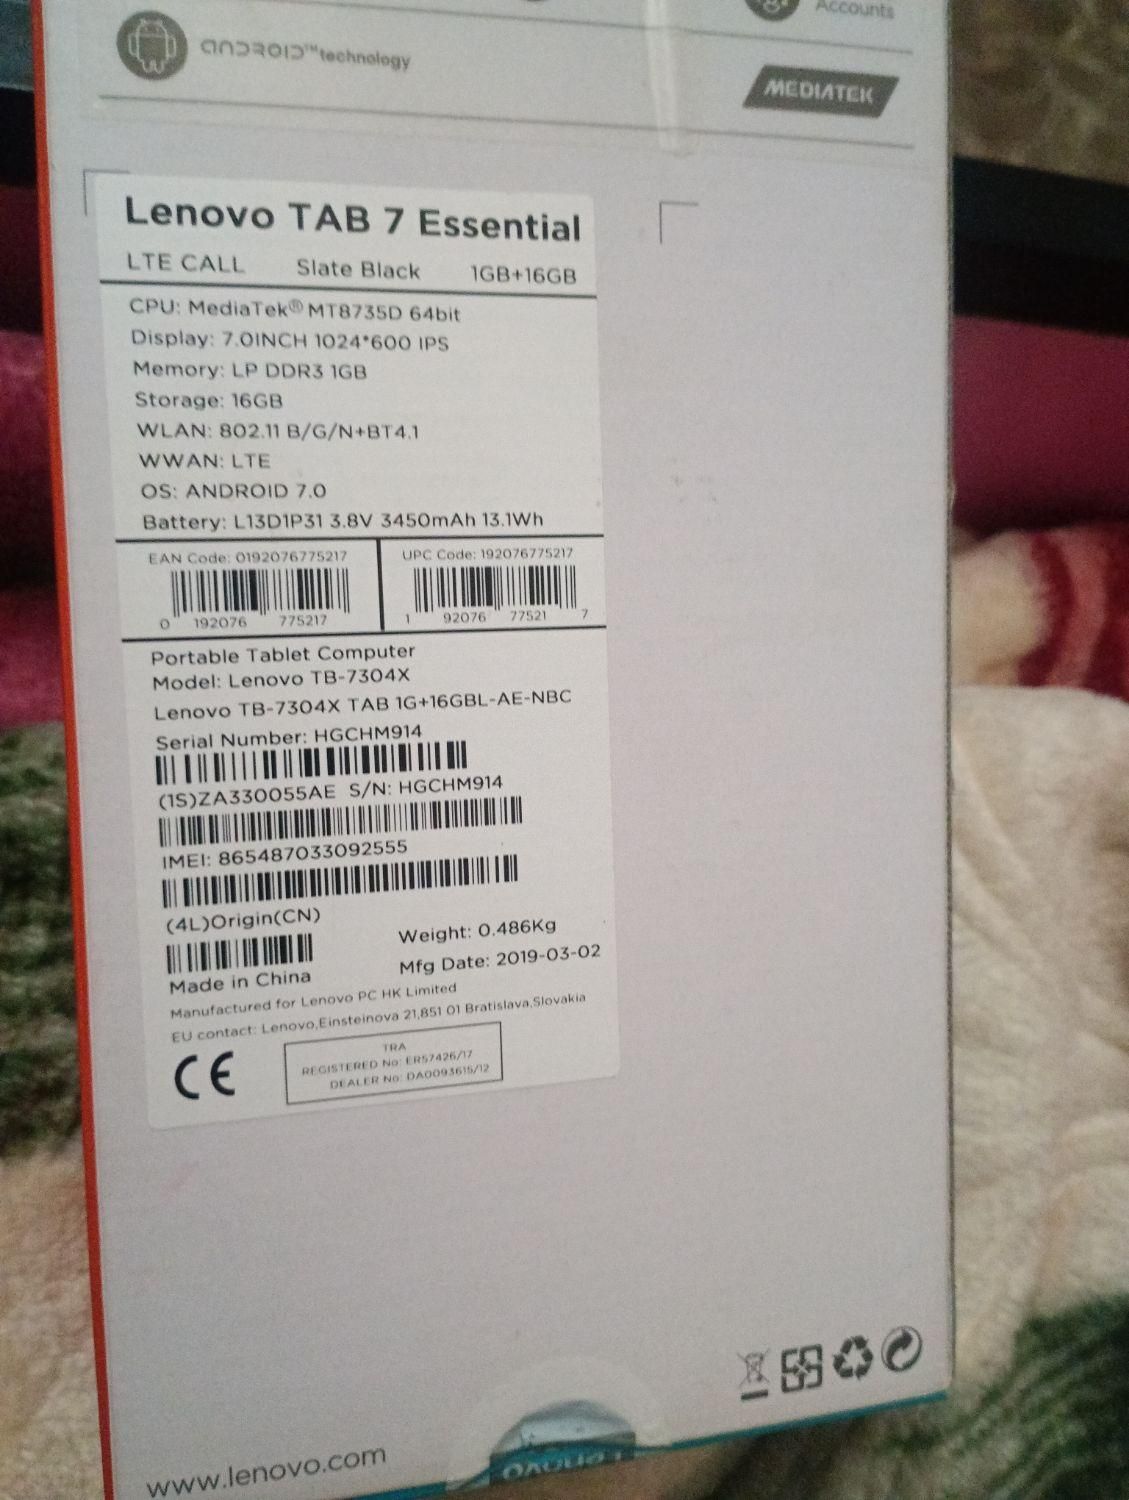 Accounts
ANDROID™technology
MEDIATEK
Lenovo TAB 7 Essential
LTE CALL Slate Black 1GB+16GB
CPU: MediaTek® MT8735D 64bit
Display: 7.0INCH 1024*600 IPS
Memory: LP DDR3 1GB
Storage: 16GB
WLAN: 802.11 B/G/N+BT4.1
WWAN: LTE
OS: ANDROID 7.0
Battery: L13D1P31 3.8V 3450mAh 13.1Wh
EAN Code: 0192076775217 UPC Code: 192076775217
0 192076 775217 1 92076 77521 7
Portable Tablet Computer
Model: Lenovo TB-7304X
Lenovo TB-7304X TAB 1G+16GBL-AE-NBC
Serial Number: HGCHM914
(1S)ZA330055AE S/N: HGCHM914
IMEI: 865487033092555
(4L)Origin(CN)
Weight: 0.486Kg
Made in China Mfg Date: 2019-03-02
Manufactured for Lenovo PC HK Limited
EU contact: Lenovo,Einsteinova 21,851 01 Bratislava,Slovakia
CE
TRA
REGISTERED No: ER57426/17
DEALER No: DA0093615/12
www.lenovo.com
Lenovo